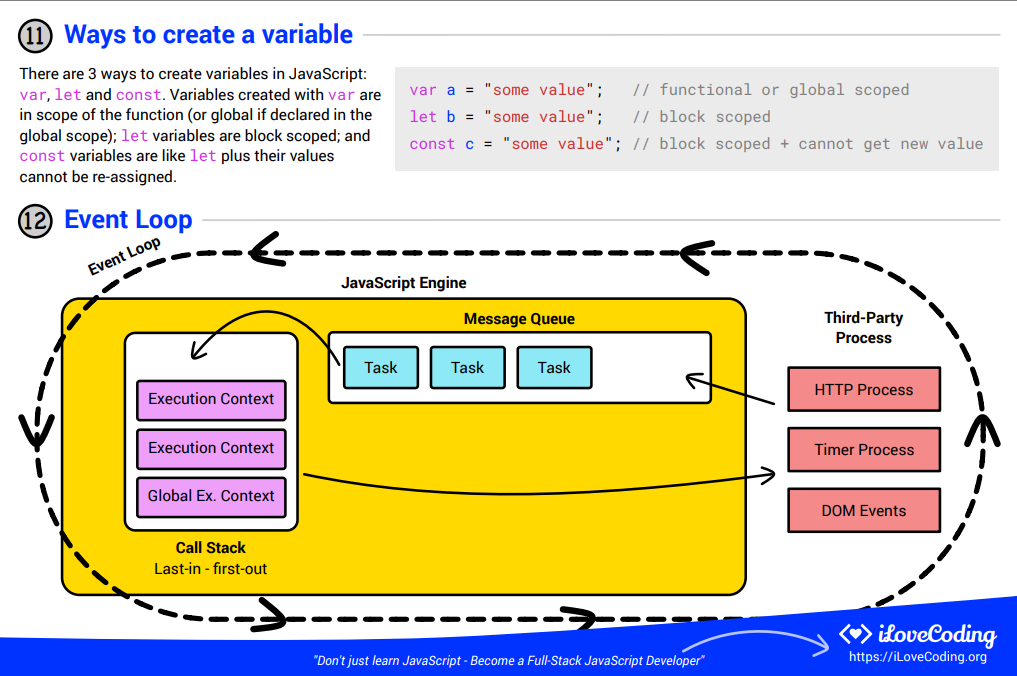 11 Ways to create a variable
There are 3 ways to create variables in JavaScript:
var, let and const. Variables created with var are
in scope of the function (or global if declared in the
global scope); let variables are block scoped; and
const variables are like let plus their values
cannot be re-assigned.
var a = "some value";   // functional or global scoped
let b = "some value";   // block scoped
const c = "some value"; // block scoped + cannot get new value
12 Event Loop
Event Loop
JavaScript Engine
Message Queue
Task Task Task
Execution Context
Execution Context
Global Ex. Context
Call Stack
Last-in - first-out
Third-Party
Process
HTTP Process
Timer Process
DOM Events
"Don't just learn JavaScript - Become a Full-Stack JavaScript Developer"
iLoveCoding
https://iLoveCoding.org